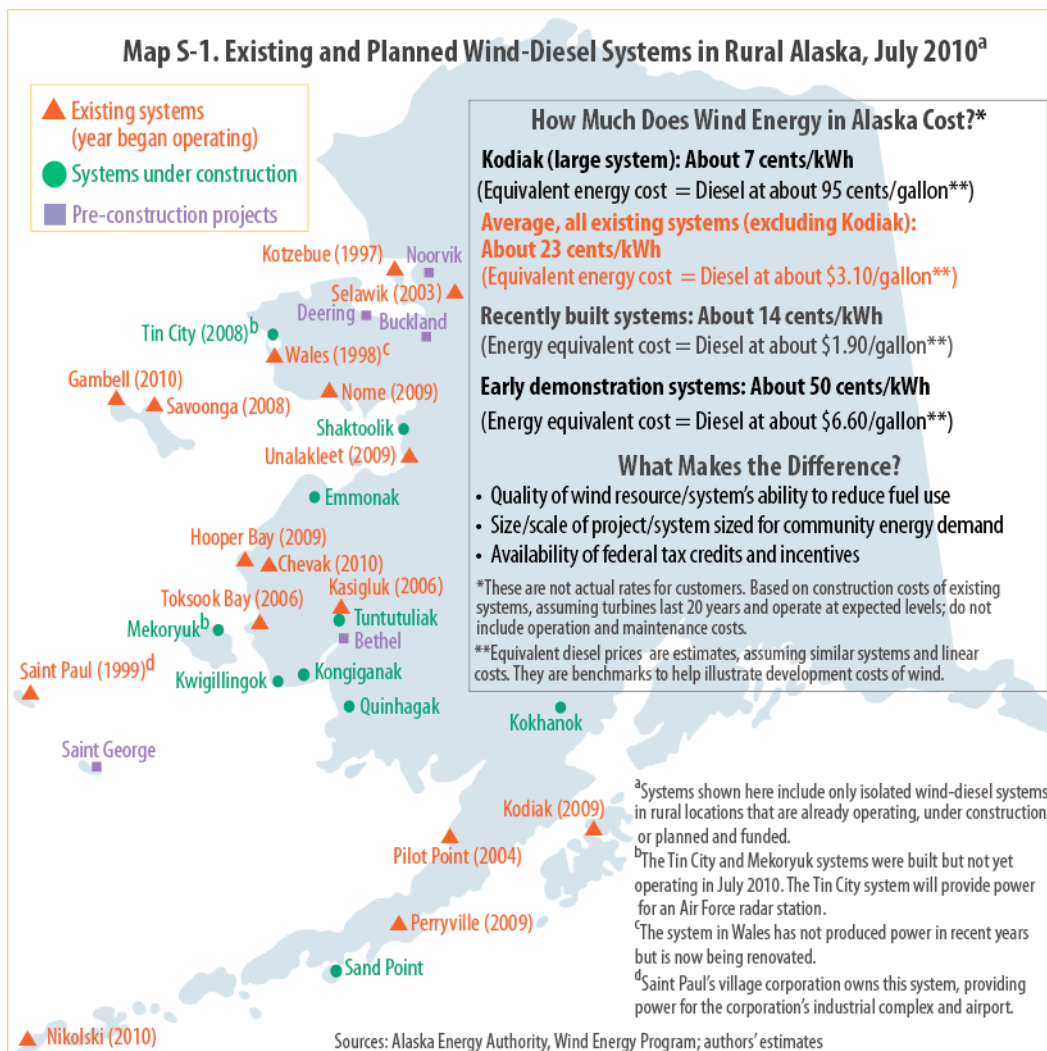 Map S-1. Existing and Planned Wind-Diesel Systems in Rural Alaska, July 2010a
Existing systems
(year began operating)
Systems under construction
Pre-construction projects
How Much Does Wind Energy in Alaska Cost?*
Kodiak (large system): About 7 cents/kWh
(Equivalent energy cost = Diesel at about 95 cents/gallon**)
Average, all existing systems (excluding Kodiak):
About 23 cents/kWh
(Equivalent energy cost = Diesel at about $3.10/gallon**)
Recently built systems: About 14 cents/kWh
(Energy equivalent cost = Diesel at about $1.90/gallon**)
Early demonstration systems: About 50 cents/kWh
(Energy equivalent cost = Diesel at about $6.60/gallon**)
What Makes the Difference?
• Quality of wind resource/system's ability to reduce fuel use
• Size/scale of project/system sized for community energy demand
• Availability of federal tax credits and incentives
*These are not actual rates for customers. Based on construction costs of existing
systems, assuming turbines last 20 years and operate at expected levels; do not
include operation and maintenance costs.
**Equivalent diesel prices are estimates, assuming similar systems and linear
costs. They are benchmarks to help illustrate development costs of wind.
Kotzebue (1997)
Noorvik
Selawik (2003)
Deering
Buckland
Tin City (2008)b
Wales (1998)c
Gambell (2010)
Savoonga (2008)
Nome (2009)
Shaktoolik
Unalakleet (2009)
Emmonak
Hooper Bay (2009)
Chevak (2010)
Kasigluk (2006)
Toksook Bay (2006)
Tuntutuliak
Mekoryukb
Bethel
Saint Paul (1999)d
Kongiganak
Kwigillingok
Quinhagak
Kokhanok
Saint George
Kodiak (2009)
Pilot Point (2004)
Perryville (2009)
Sand Point
Nikolski (2010)
aSystems shown here include only isolated wind-diesel systems
in rural locations that are already operating, under construction,
or planned and funded.
bThe Tin City and Mekoryuk systems were built but not yet
operating in July 2010. The Tin City system will provide power
for an Air Force radar station.
cThe system in Wales has not produced power in recent years
but is now being renovated.
dSaint Paul's village corporation owns this system, providing
power for the corporation's industrial complex and airport.
Sources: Alaska Energy Authority, Wind Energy Program; authors' estimates